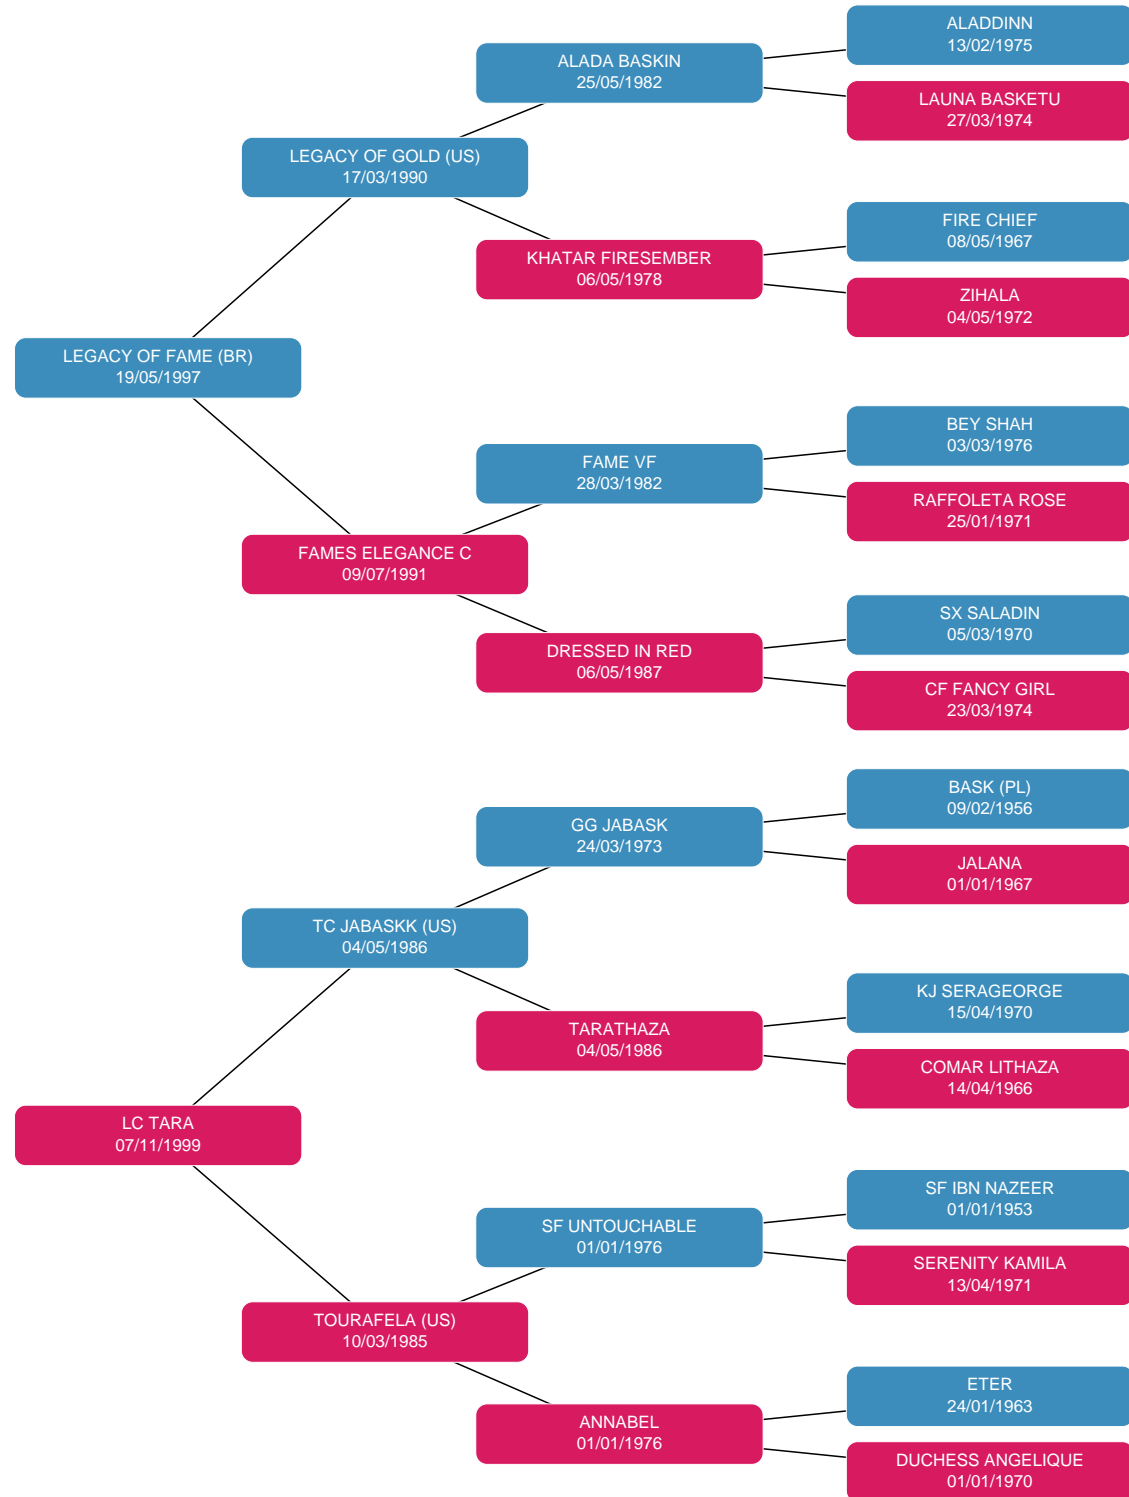 ALADDINN
13/02/1975
ALADA BASKIN
25/05/1982
LAUNA BASKETU
27/03/1974
LEGACY OF GOLD (US)
17/03/1990
FIRE CHIEF
08/05/1967
KHATAR FIRESEMBER
06/05/1978
ZIHALA
04/05/1972
LEGACY OF FAME (BR)
19/05/1997
BEY SHAH
03/03/1976
FAME VF
28/03/1982
RAFFOLETA ROSE
25/01/1971
FAMES ELEGANCE C
09/07/1991
SX SALADIN
05/03/1970
DRESSED IN RED
06/05/1987
CF FANCY GIRL
23/03/1974
BASK (PL)
09/02/1956
GG JABASK
24/03/1973
JALANA
01/01/1967
TC JABASKK (US)
04/05/1986
KJ SERAGEORGE
15/04/1970
TARATHAZA
04/05/1986
COMAR LITHAZA
14/04/1966
LC TARA
07/11/1999
SF IBN NAZEER
01/01/1953
SF UNTOUCHABLE
01/01/1976
SERENITY KAMILA
13/04/1971
TOURAFELA (US)
10/03/1985
ETER
24/01/1963
ANNABEL
01/01/1976
DUCHESS ANGELIQUE
01/01/1970